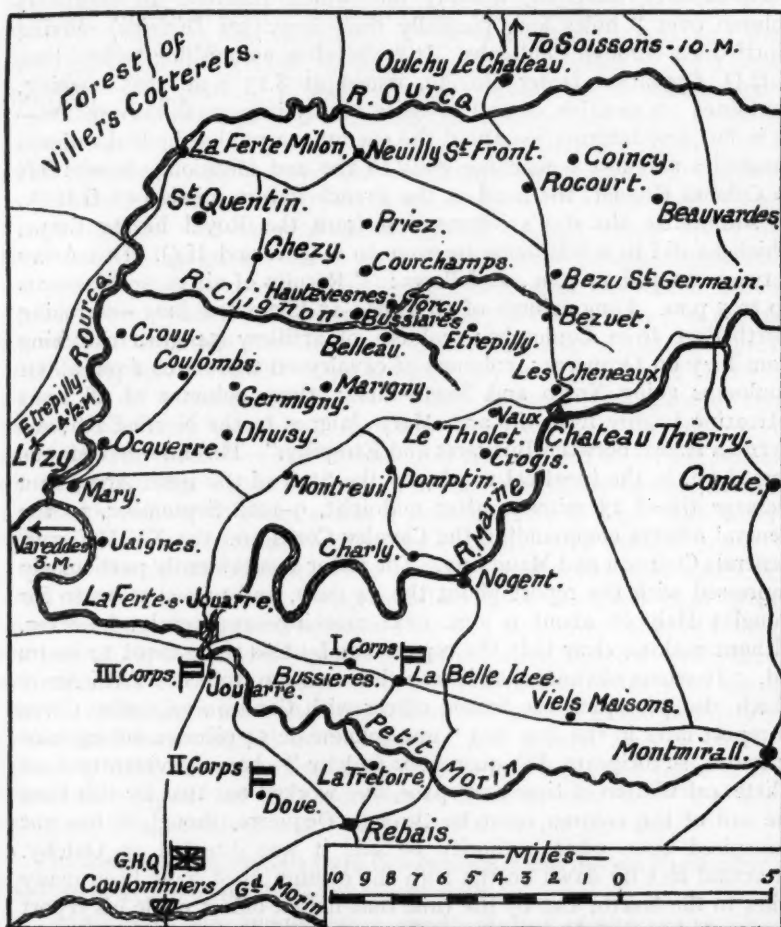 To Soissons-10.M.
Forest of
Villers Cotterets.
Oulchy Le Chateau.
R. Ourcq
La Ferte Milon.
Neuilly St Front.
Coincy.
Rocourt.
Beauvardes
St Quentin.
Priez.
Chezy.
Courchamps.
R. Clignon.
Hautevesnes.
Torcy.
Bezu St Germain.
Bussiares
Bezuet.
R. Ourcq.
Crouy.
Balleau.
Etrepilly.
Coulombs.
Les Chéneaux
Germigny.
Marigny.
Vaux
Etrepilly
4½ M.
Lizy
Ocquerre
Dhuisy.
Le Thiolet.
Chateau Thierry.
Montreuil.
Domptin.
Conde.
Mary.
R. Marne
Vareddes
3. M.
Jaignes.
Charly.
Nogent.
La Ferte-s-Jouarre.
I Corps.
III Corps.
Bussières.
La Belle Idee.
Jouarre.
Viels Maisons.
Petit Morin
Montmirail.
II Corps
La Tretoire.
Doue.
Rebais.
G.H.Q
Coulommiers
Gd Morin
Miles
10 9 8 7 6 5 4 3 2 1 0